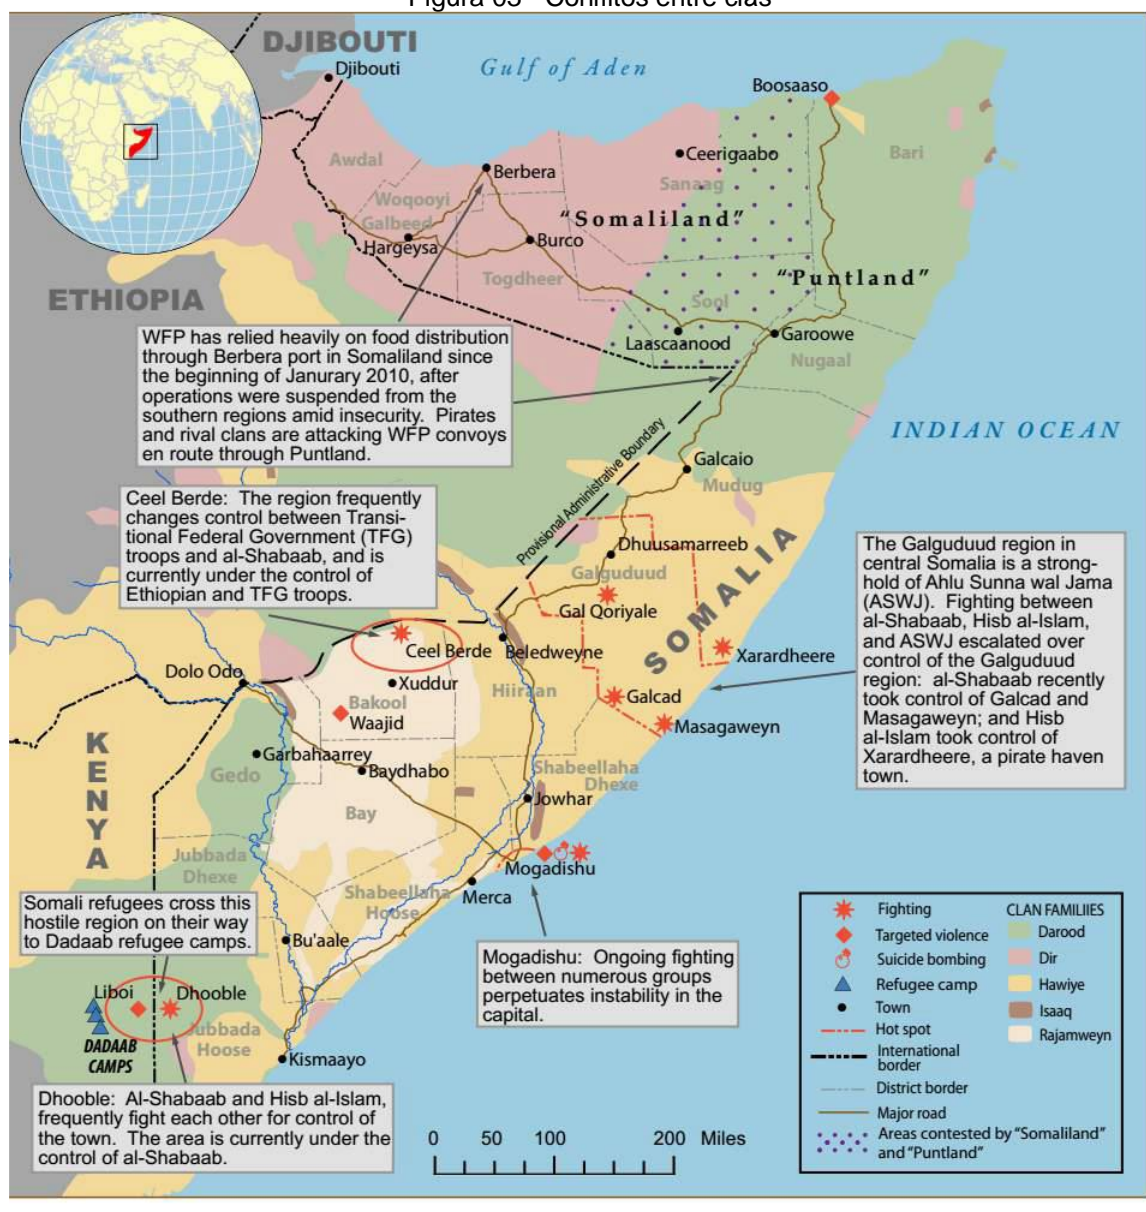 Figura 03 - Conflitos entre clãs
DJIBOUTI
Djibouti
Gulf of Aden
Boosaaso
Bari
Awdal
Berbera
Ceerigaabo
Sanaag
Woqooyi
Galbeed
"Somaliland"
Hargeysa
Burco
Togdheer
"Puntland"
ETHIOPIA
Sool
Laascaanood
Garoowe
Nugaal
WFP has relied heavily on food distribution
through Berbera port in Somaliland since
the beginning of Janurary 2010, after
operations were suspended from the
southern regions amid insecurity. Pirates
and rival clans are attacking WFP convoys
en route through Puntland.
INDIAN OCEAN
Provisional Administrative Boundary
Galcaio
Mudug
Ceel Berde: The region frequently
changes control between Transi-
tional Federal Government (TFG)
troops and al-Shabaab, and is
currently under the control of
Ethiopian and TFG troops.
Dhuusamarreeb
Galguduud
Gal Qoriyale
SOMALIA
The Galguduud region in
central Somalia is a strong-
hold of Ahlu Sunna wal Jama
(ASWJ). Fighting between
al-Shabaab, Hisb al-Islam,
and ASWJ escalated over
control of the Galguduud
region: al-Shabaab recently
took control of Galcad and
Masagaweyn; and Hisb
al-Islam took control of
Xarardheere, a pirate haven
town.
Ceel Berde
Beledweyne
Xarardheere
Dolo Odo
Xuddur
Bakool
Hiiraan
Galcad
Waajid
Masagaweyn
KENYA
Garbahaarrey
Gedo
Baydhabo
Shabeellaha
Dhexe
Bay
Jowhar
Jubbada
Dhexe
Mogadishu
Shabeellaha
Hoose
Merca
Somali refugees cross this
hostile region on their way
to Dadaab refugee camps.
Bu'aale
Mogadishu: Ongoing fighting
between numerous groups
perpetuates instability in the
capital.
Liboi
Dhooble
DADAAB
CAMPS
Jubbada
Hoose
Kismaayo
Dhooble: Al-Shabaab and Hisb al-Islam,
frequently fight each other for control of
the town. The area is currently under the
control of al-Shabaab.
0 50 100 200 Miles
Fighting
Targeted violence
Suicide bombing
Refugee camp
Town
Hot spot
International
border
District border
Major road
Areas contested by "Somaliland"
and "Puntland"
CLAN FAMILIIES
Darood
Dir
Hawiye
Isaaq
Rajamweyn